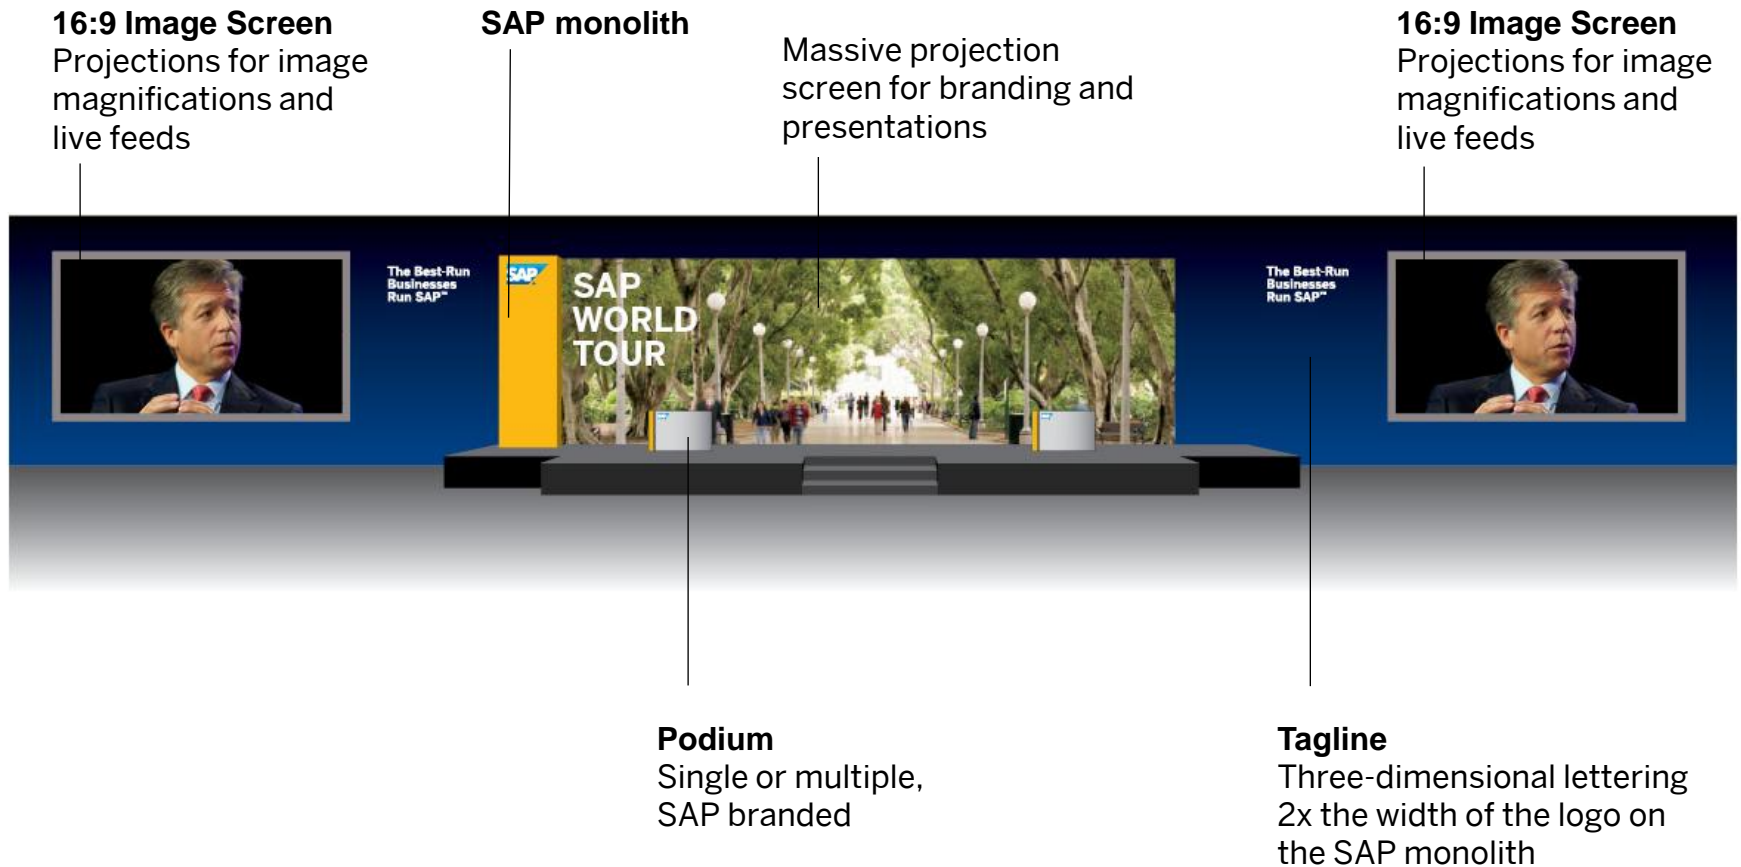 16:9 Image Screen
Projections for image
magnifications and
live feeds
SAP monolith
Massive projection
screen for branding and
presentations
16:9 Image Screen
Projections for image
magnifications and
live feeds
The Best-Run
Businesses
Run SAP™
SAP
SAP
WORLD
TOUR
The Best-Run
Businesses
Run SAP™
SAP
SAP
Podium
Single or multiple,
SAP branded
Tagline
Three-dimensional lettering
2x the width of the logo on
the SAP monolith